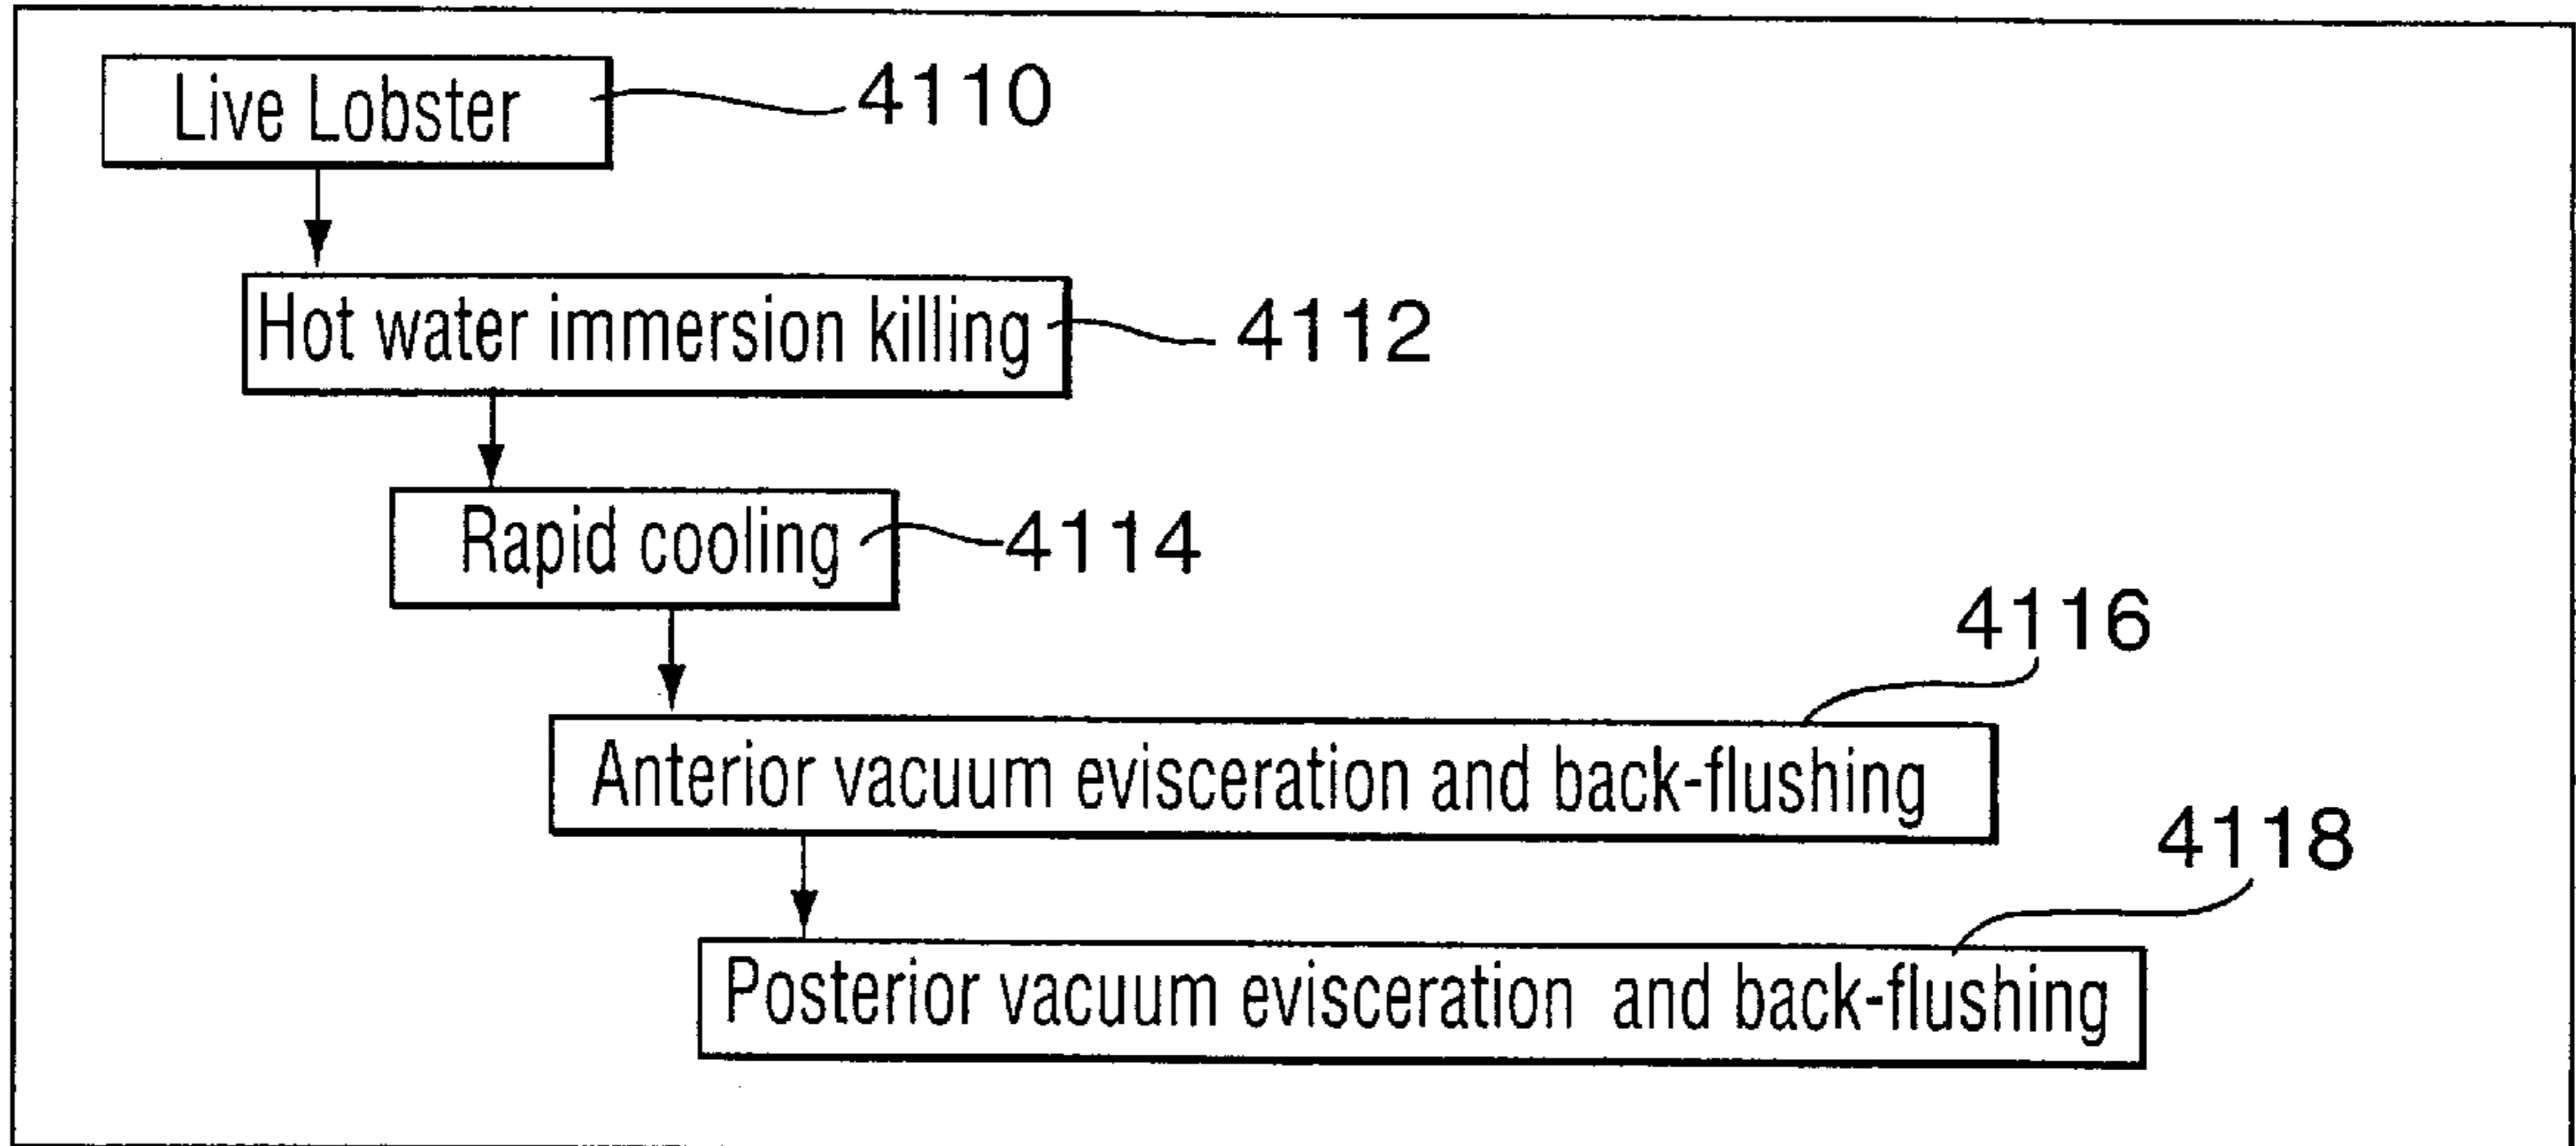 Live Lobster 4110
Hot water immersion killing 4112
Rapid cooling 4114
4116
Anterior vacuum evisceration and back-flushing
4118
Posterior vacuum evisceration and back-flushing